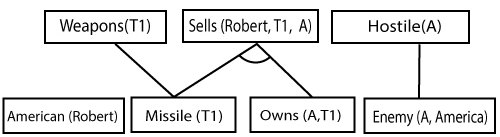 Weapons(T1)
Sells (Robert, T1, A)
Hostile(A)
American (Robert)
Missile (T1)
Owns (A,T1)
Enemy (A, America)